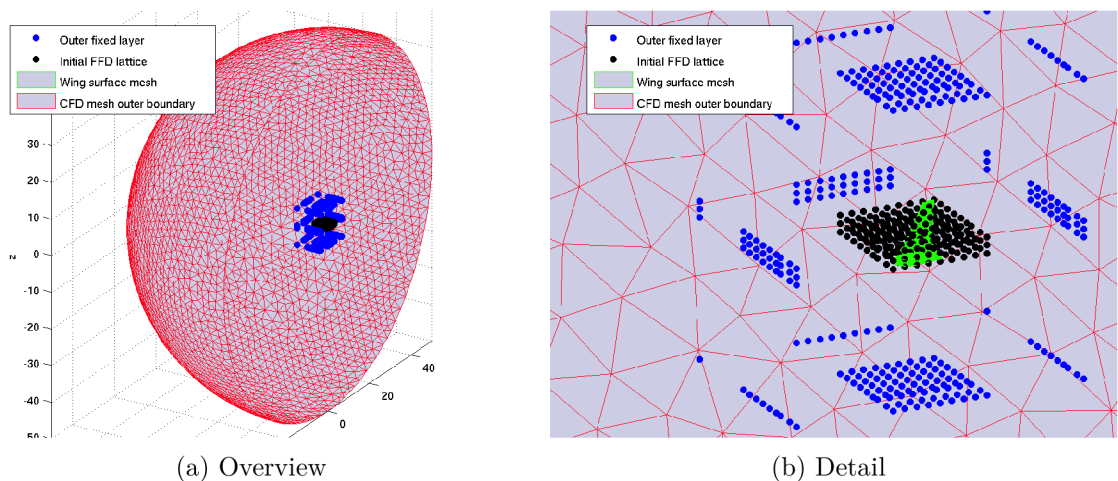 Outer fixed layer
Initial FFD lattice
Wing surface mesh
CFD mesh outer boundary
30
20
10
0
-10
-20
-30
-40
50
z
0
20
40
Outer fixed layer
Initial FFD lattice
Wing surface mesh
CFD mesh outer boundary
(a) Overview
(b) Detail